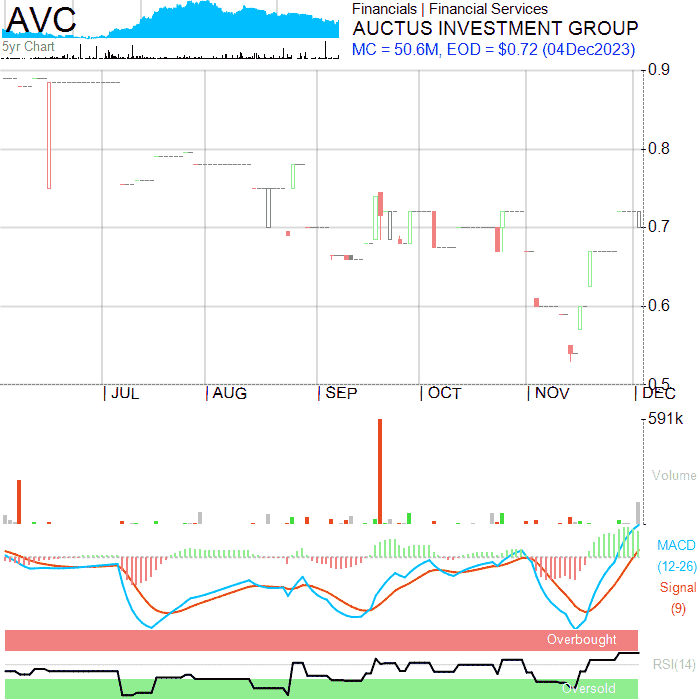 AVC
5yr Chart
Financials | Financial Services
AUCTUS INVESTMENT GROUP
MC = 50.6M, EOD = $0.72 (04Dec2023)
0.9
0.8
0.7
0.6
0.5
JUL AUG SEP OCT NOV DEC
591k
Volume
MACD
(12-26)
Signal
(9)
Overbought
RSI(14)
Oversold